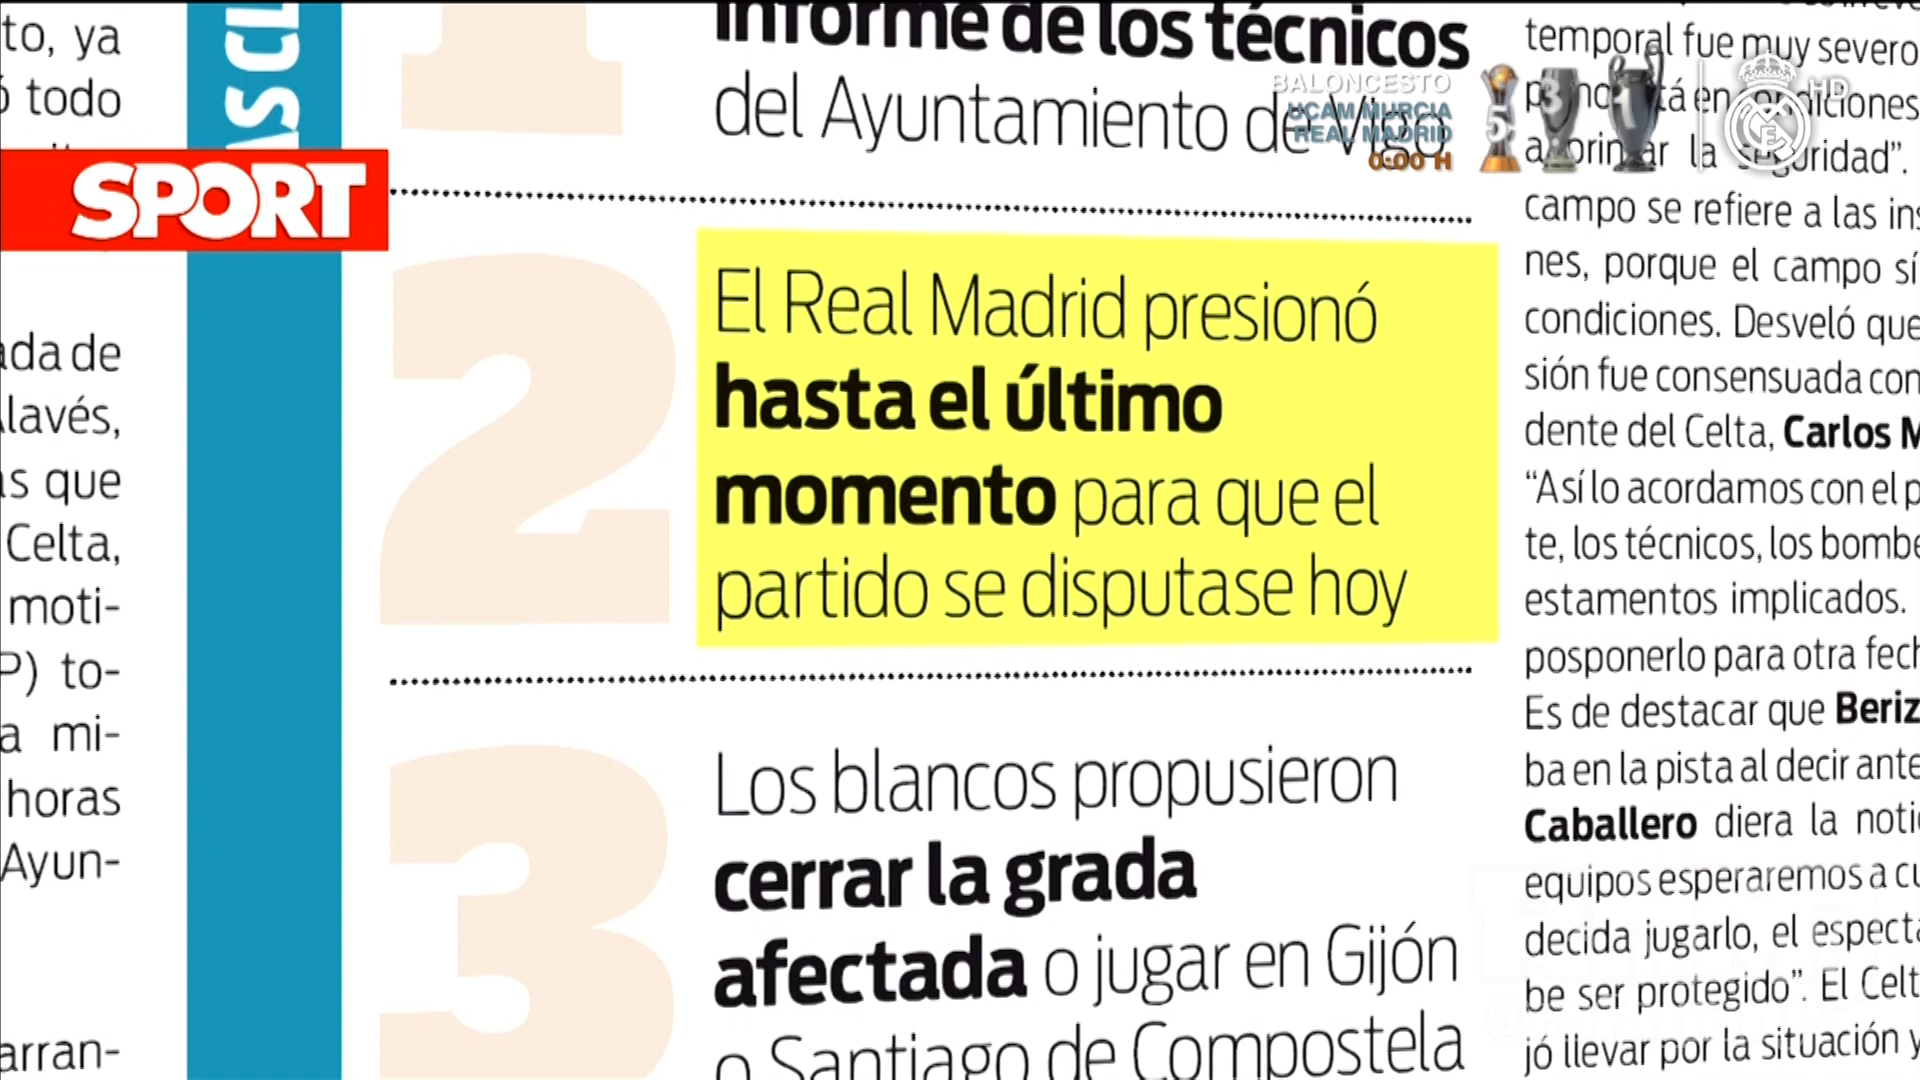 to, ya
todo
SPORT
ada de
lavés,
as que
Celta,
moti-
P) to-
a mi-
horas
Ayun-
arran-
1
informe de los técnicos
del Ayuntamiento de Vigo
2
El Real Madrid presionó
hasta el último
momento para que el
partido se disputase hoy
3
Los blancos propusieron
cerrar la grada
afectada o jugar en Gijón
o Santiago de Compostela
BALONCESTO
UCAM MURCIA
REAL MADRID
0:00 H
5 3 11
HD
temporal fue muy severo
campo se refiere a las ins
nes, porque el campo sí
condiciones. Desveló que
sión fue consensuada con
dente del Celta, Carlos M
“Así lo acordamos con el p
te, los técnicos, los bombe
estamentos implicados.
posponerlo para otra fech
Es de destacar que Beriz
ba en la pista al decir ante
Caballero diera la noti
equipos esperaremos a cu
decida jugarlo, el especta
be ser protegido”. El Celt
jó llevar por la situación y